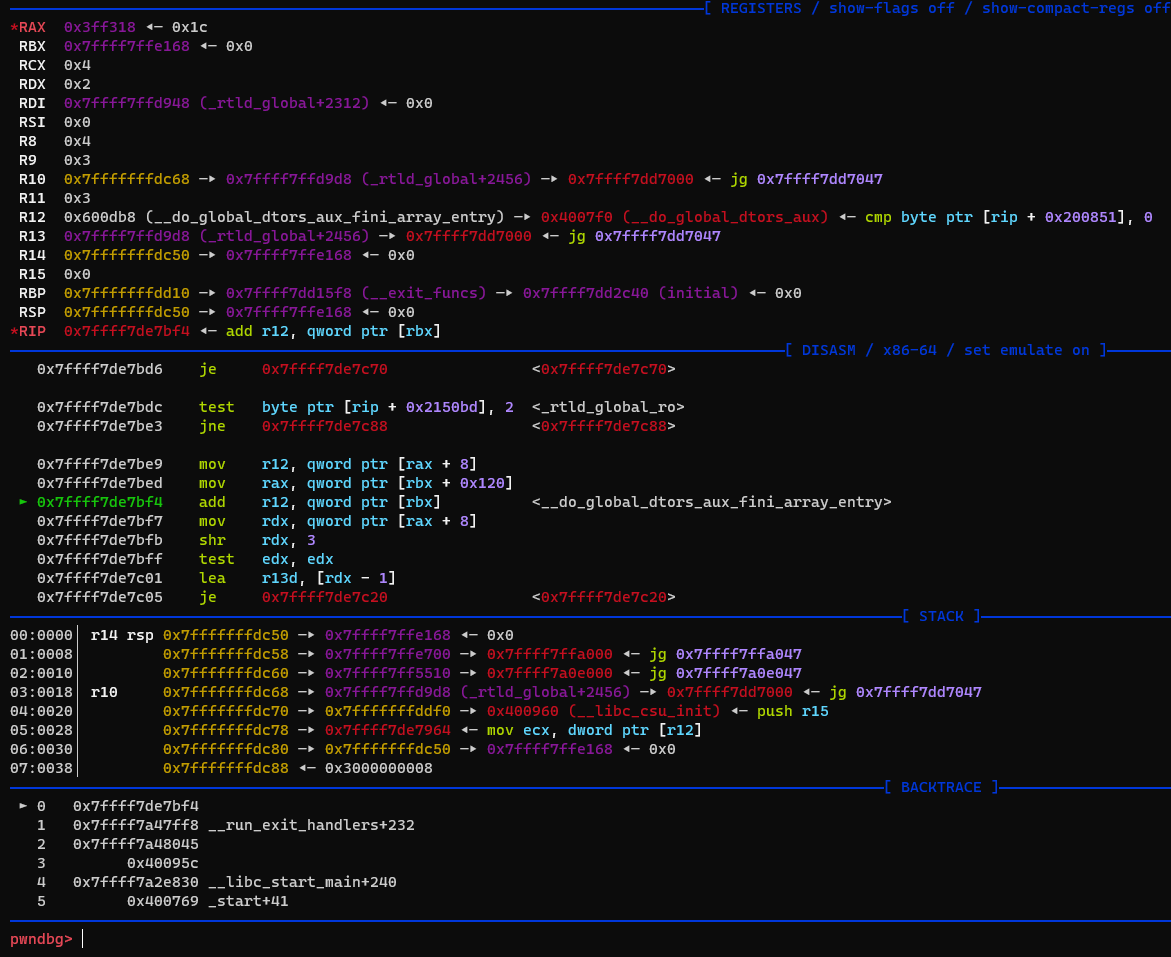 [ REGISTERS / show-flags off / show-compact-regs off
*RAX  0x3ff318 ◂— 0x1c
 RBX  0x7ffff7ffe168 ◂— 0x0
 RCX  0x4
 RDX  0x2
 RDI  0x7ffff7ffd948 (_rtld_global+2312) ◂— 0x0
 RSI  0x0
 R8   0x4
 R9   0x3
 R10  0x7fffffffdc68 —▸ 0x7ffff7ffd9d8 (_rtld_global+2456) —▸ 0x7ffff7dd7000 ◂— jg 0x7ffff7dd7047
 R11  0x3
 R12  0x600db8 (__do_global_dtors_aux_fini_array_entry) —▸ 0x4007f0 (__do_global_dtors_aux) ◂— cmp byte ptr [rip + 0x200851], 0
 R13  0x7ffff7ffd9d8 (_rtld_global+2456) —▸ 0x7ffff7dd7000 ◂— jg 0x7ffff7dd7047
 R14  0x7fffffffdc50 —▸ 0x7ffff7ffe168 ◂— 0x0
 R15  0x0
 RBP  0x7fffffffdd10 —▸ 0x7ffff7dd15f8 (__exit_funcs) —▸ 0x7ffff7dd2c40 (initial) ◂— 0x0
 RSP  0x7fffffffdc50 —▸ 0x7ffff7ffe168 ◂— 0x0
*RIP  0x7ffff7de7bf4 ◂— add r12, qword ptr [rbx]
[ DISASM / x86-64 / set emulate on ]
   0x7ffff7de7bd6    je     0x7ffff7de7c70                <0x7ffff7de7c70>
   0x7ffff7de7bdc    test   byte ptr [rip + 0x2150bd], 2  <_rtld_global_ro>
   0x7ffff7de7be3    jne    0x7ffff7de7c88                <0x7ffff7de7c88>
   0x7ffff7de7be9    mov    r12, qword ptr [rax + 8]
   0x7ffff7de7bed    mov    rax, qword ptr [rbx + 0x120]
 ► 0x7ffff7de7bf4    add    r12, qword ptr [rbx]          <__do_global_dtors_aux_fini_array_entry>
   0x7ffff7de7bf7    mov    rdx, qword ptr [rax + 8]
   0x7ffff7de7bfb    shr    rdx, 3
   0x7ffff7de7bff    test   edx, edx
   0x7ffff7de7c01    lea    r13d, [rdx - 1]
   0x7ffff7de7c05    je     0x7ffff7de7c20                <0x7ffff7de7c20>
[ STACK ]
00:0000│ r14 rsp 0x7fffffffdc50 —▸ 0x7ffff7ffe168 ◂— 0x0
01:0008│         0x7fffffffdc58 —▸ 0x7ffff7ffe700 —▸ 0x7ffff7ffa000 ◂— jg 0x7ffff7ffa047
02:0010│         0x7fffffffdc60 —▸ 0x7ffff7ff5510 —▸ 0x7ffff7a0e000 ◂— jg 0x7ffff7a0e047
03:0018│ r10     0x7fffffffdc68 —▸ 0x7ffff7ffd9d8 (_rtld_global+2456) —▸ 0x7ffff7dd7000 ◂— jg 0x7ffff7dd7047
04:0020│         0x7fffffffdc70 —▸ 0x7fffffffddf0 —▸ 0x400960 (__libc_csu_init) ◂— push r15
05:0028│         0x7fffffffdc78 —▸ 0x7ffff7de7964 ◂— mov ecx, dword ptr [r12]
06:0030│         0x7fffffffdc80 —▸ 0x7fffffffdc50 —▸ 0x7ffff7ffe168 ◂— 0x0
07:0038│         0x7fffffffdc88 ◂— 0x3000000008
[ BACKTRACE ]
 ► 0   0x7ffff7de7bf4
   1   0x7ffff7a47ff8 __run_exit_handlers+232
   2   0x7ffff7a48045
   3         0x40095c
   4   0x7ffff7a2e830 __libc_start_main+240
   5         0x400769 _start+41
pwndbg>